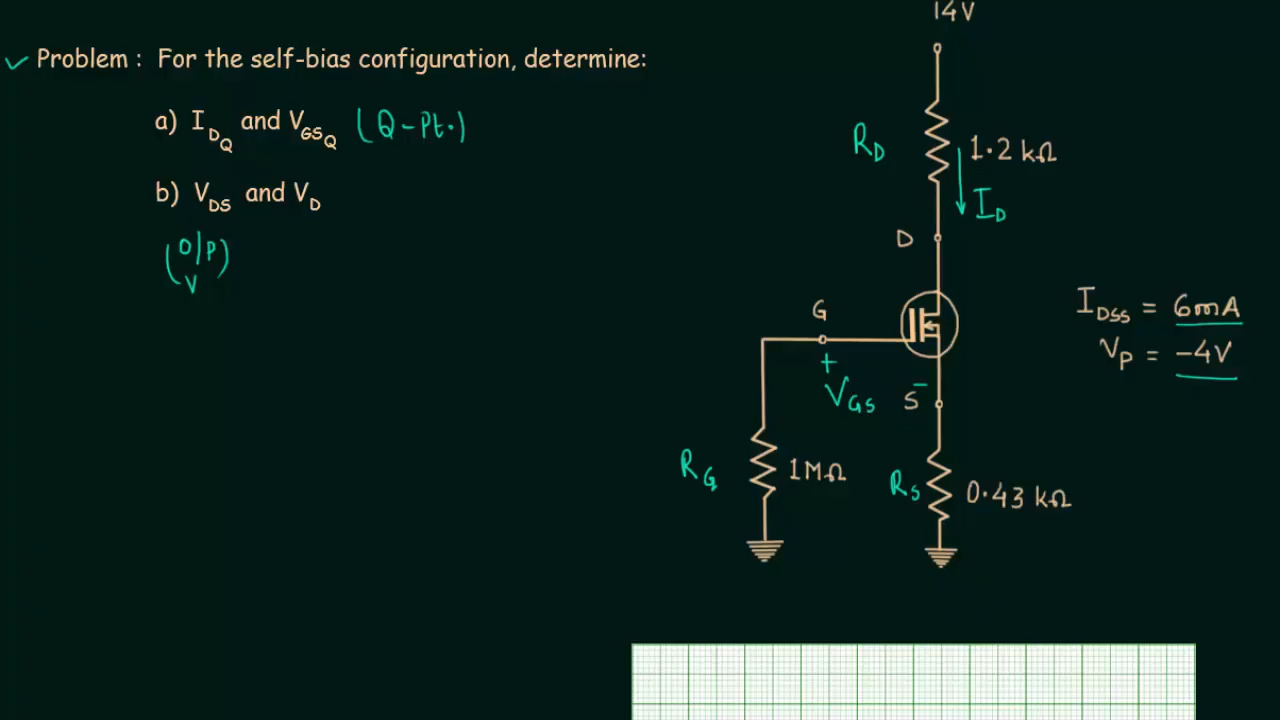 14V
✓ Problem : For the self-bias configuration, determine:
a) I_DQ and V_GSQ (Q-Pt.)
b) V_DS and V_D
(O/P
V)
R_D
1.2 kΩ
I_D
D
G
+
V_GS
-
S
I_DSS = 6mA
V_P = -4V
R_G
1MΩ
R_S
0.43 kΩ